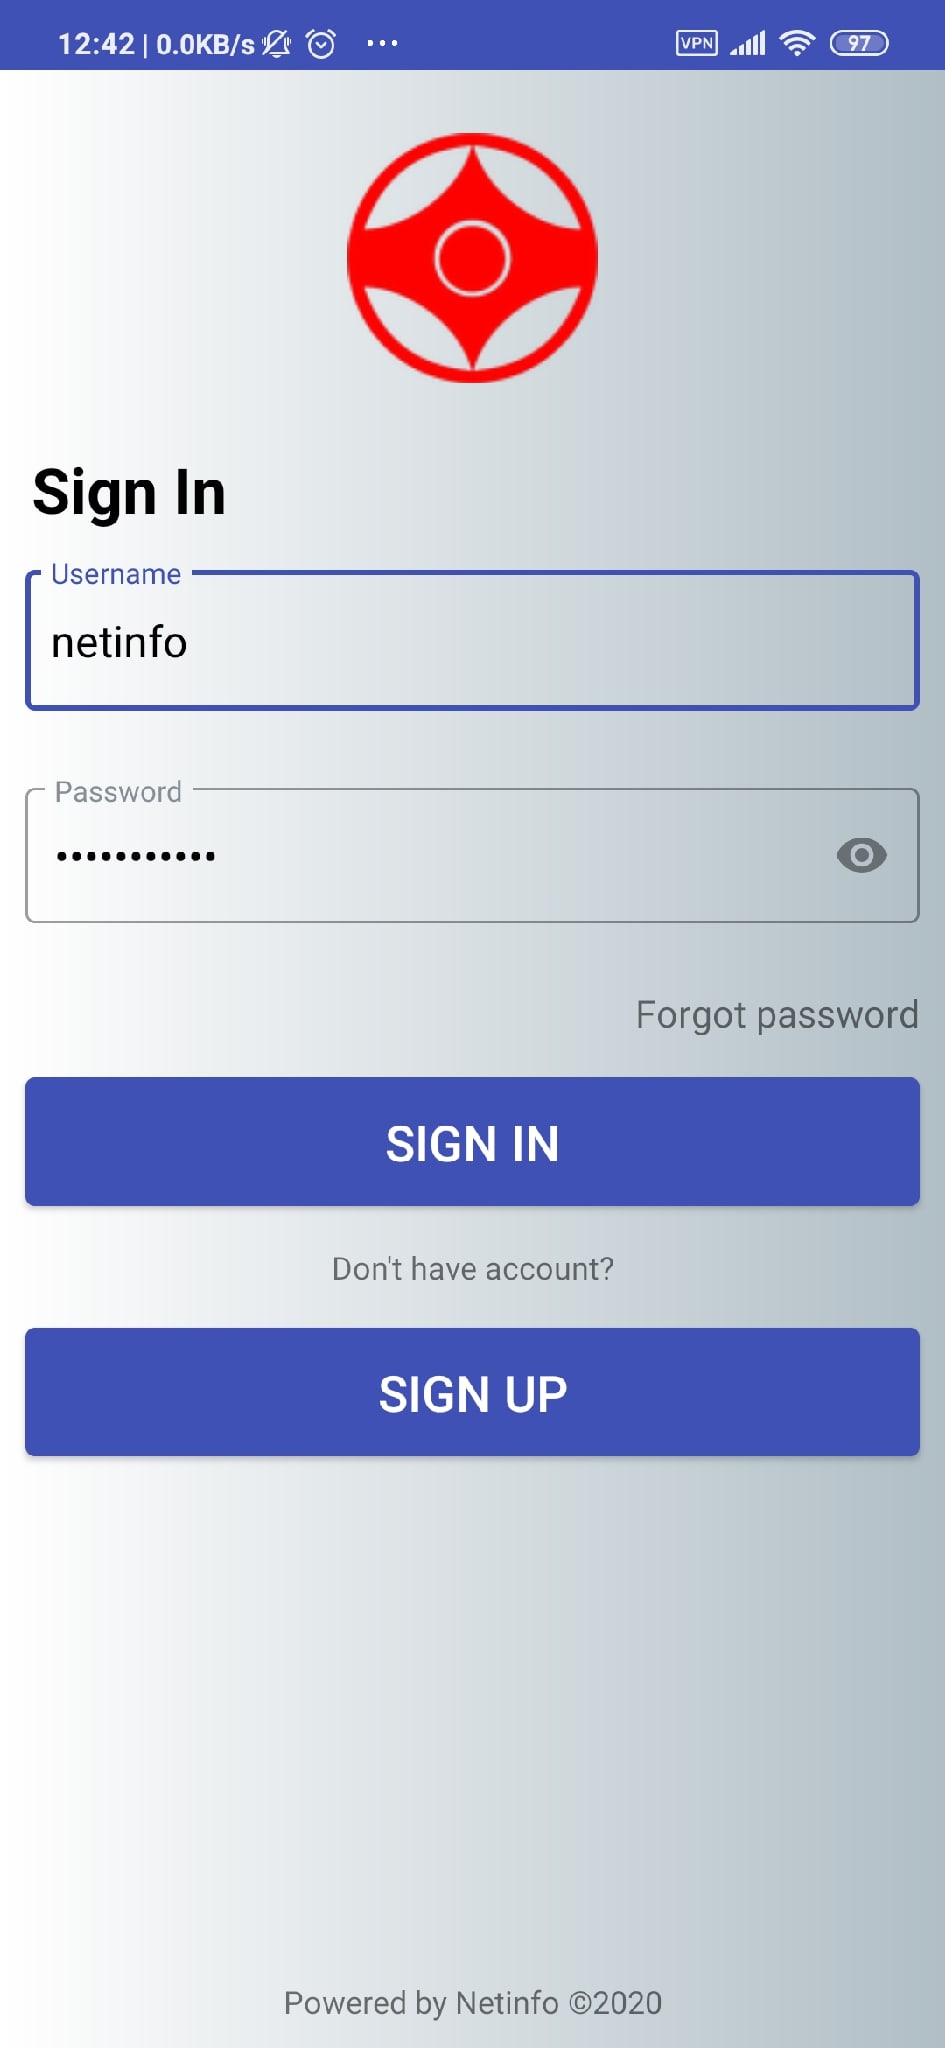 12:42 | 0.0KB/s ... VPN 97
Sign In
Username
netinfo
Password
•••••••••••
Forgot password
SIGN IN
Don't have account?
SIGN UP
Powered by Netinfo ©2020